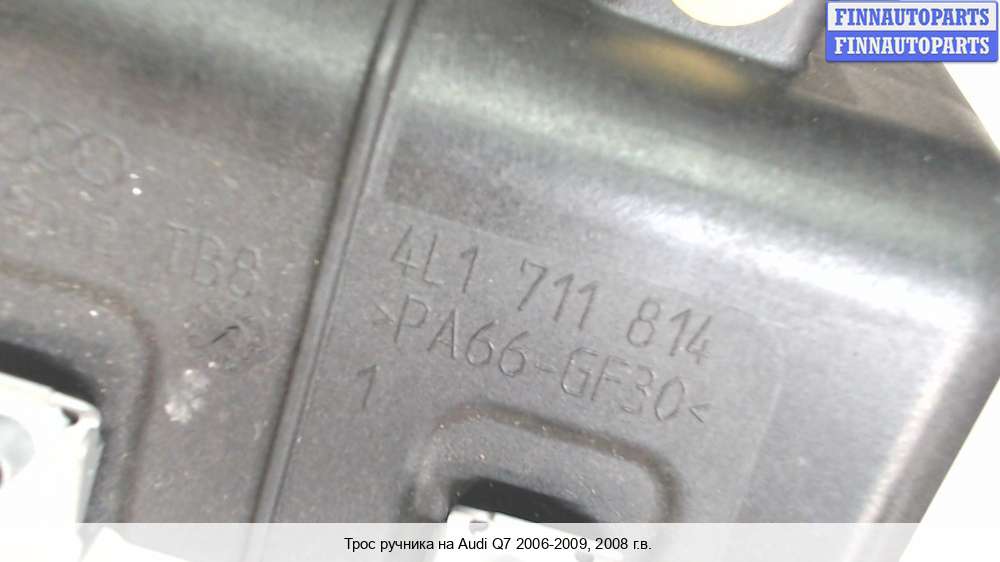 FINNAUTOPARTS
FINNAUTOPARTS
TB8
4L1 711 814
>PA66-GF30<
1
Трос ручника на Audi Q7 2006-2009, 2008 г.в.